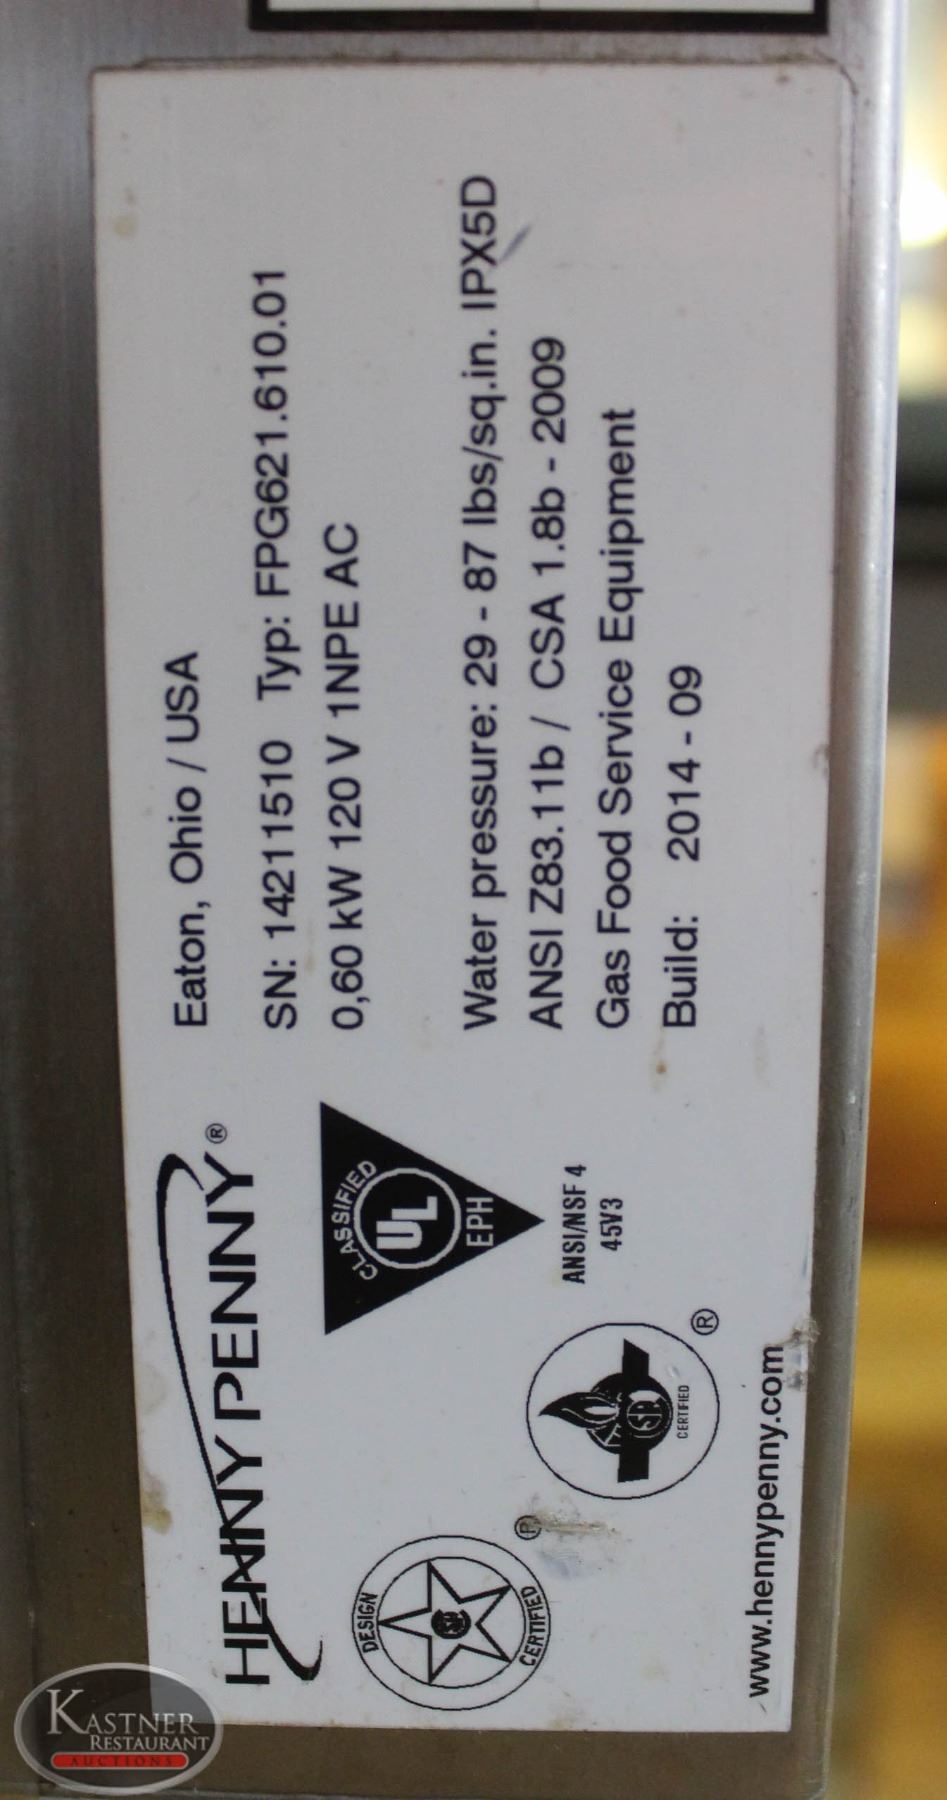 HENNY PENNY®
Eaton, Ohio / USA
SN: 14211510 Typ: FPG621.610.01
0,60 kW 120 V 1NPE AC
Water pressure: 29 - 87 lbs/sq.in. IPX5D
ANSI Z83.11b / CSA 1.8b - 2009
Gas Food Service Equipment
Build: 2014 - 09
CLASSIFIED
UL
EPH
ANSI/NSF 4
45V3
DESIGN
CERTIFIED
®
CERTIFIED
®
www.hennypenny.com
KASTNER
RESTAURANT
AUCTIONS